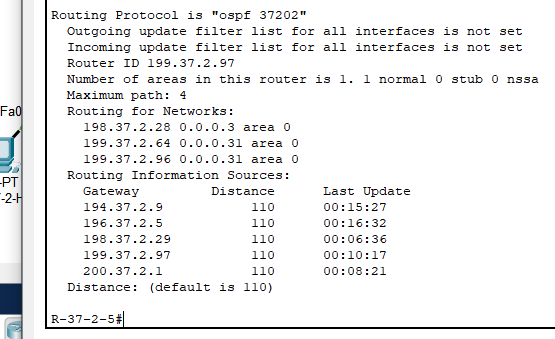 Routing Protocol is "ospf 37202"
Outgoing update filter list for all interfaces is not set
Incoming update filter list for all interfaces is not set
Router ID 199.37.2.97
Number of areas in this router is 1. 1 normal 0 stub 0 nssa
Maximum path: 4
Routing for Networks:
198.37.2.28 0.0.0.3 area 0
199.37.2.64 0.0.0.31 area 0
199.37.2.96 0.0.0.31 area 0
Routing Information Sources:
Gateway Distance Last Update
194.37.2.9 110 00:15:27
196.37.2.5 110 00:16:32
198.37.2.29 110 00:06:36
199.37.2.97 110 00:10:17
200.37.2.1 110 00:08:21
Distance: (default is 110)
R-37-2-5#
Fa0
-PT
-2-H